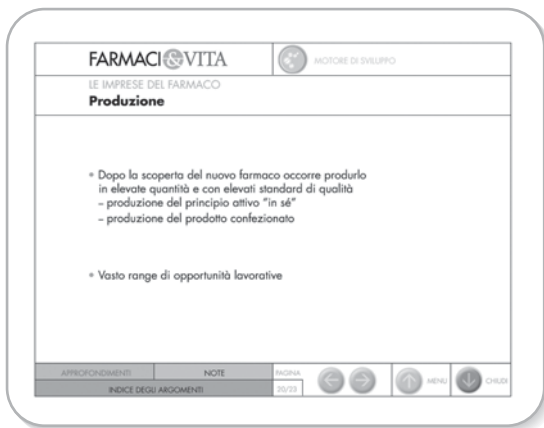 FARMACI&VITA
MOTORE DI SVILUPPO
LE IMPRESE DEL FARMACO
Produzione
• Dopo la scoperta del nuovo farmaco occorre produrlo
in elevate quantità e con elevati standard di qualità
– produzione del principio attivo "in sé"
– produzione del prodotto confezionato
• Vasto range di opportunità lavorative
APPROFONDIMENTI
NOTE
PAGINA
MENU
CHIUDI
INDICE DEGLI ARGOMENTI
20/23